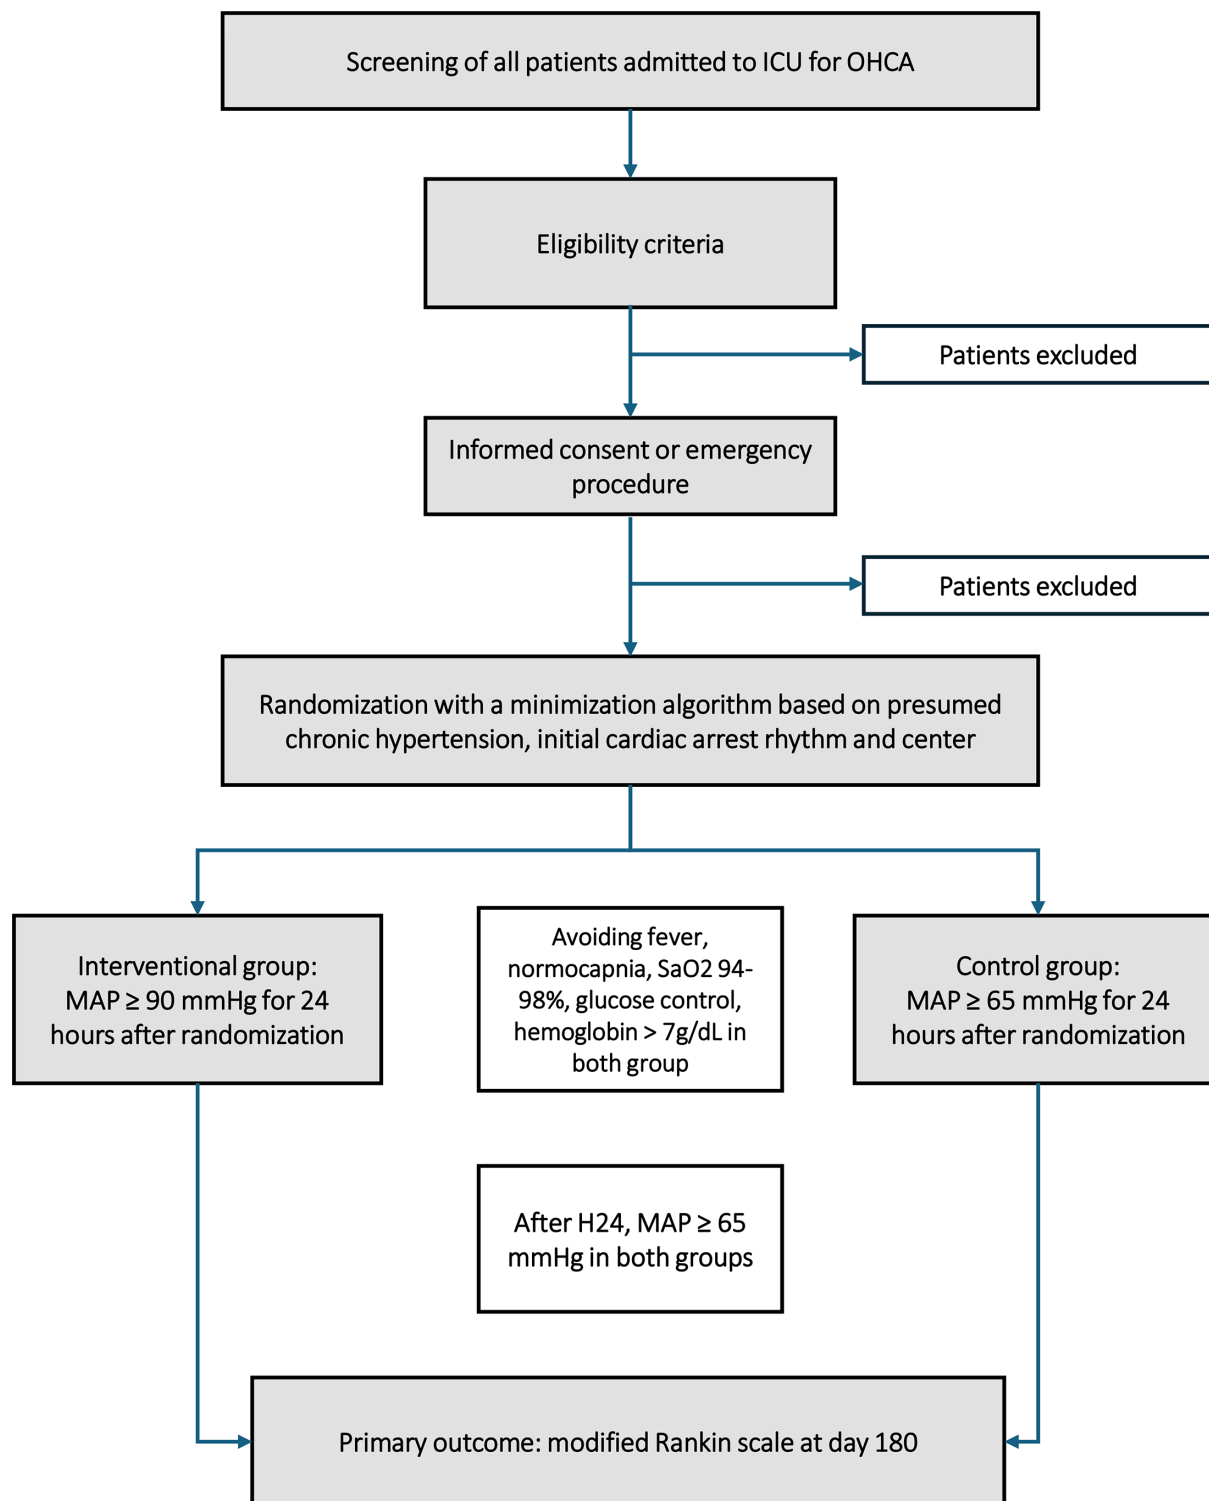 Screening of all patients admitted to ICU for OHCA
Eligibility criteria
Patients excluded
Informed consent or emergency
procedure
Patients excluded
Randomization with a minimization algorithm based on presumed
chronic hypertension, initial cardiac arrest rhythm and center
Interventional group:
MAP ≥ 90 mmHg for 24
hours after randomization
Avoiding fever,
normocapnia, SaO2 94-
98%, glucose control,
hemoglobin > 7g/dL in
both group
Control group:
MAP ≥ 65 mmHg for 24
hours after randomization
After H24, MAP ≥ 65
mmHg in both groups
Primary outcome: modified Rankin scale at day 180